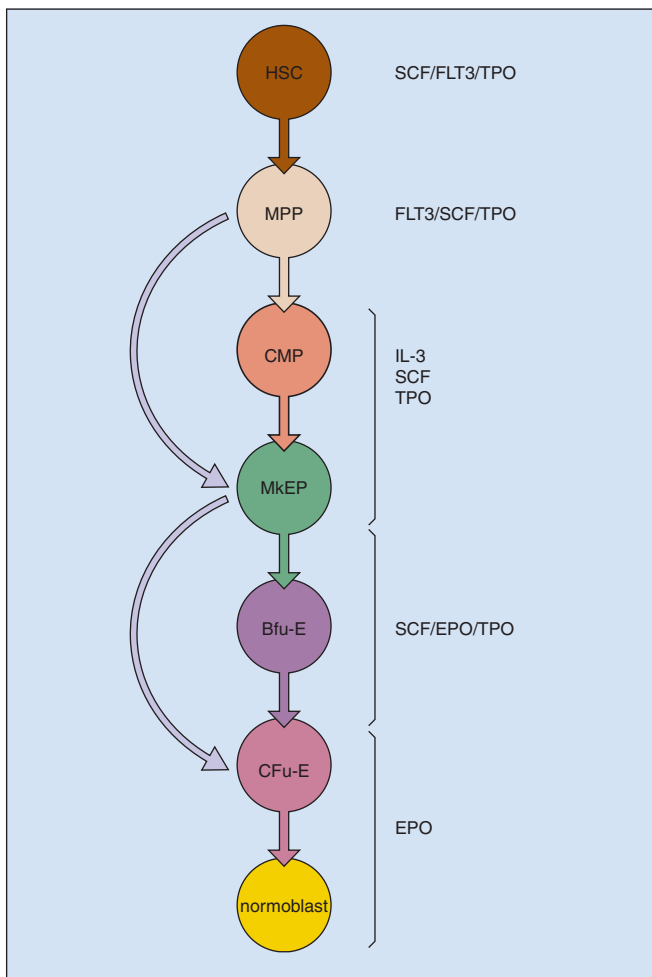 HSC
SCF/FLT3/TPO
MPP
FLT3/SCF/TPO
CMP
IL-3
SCF
TPO
MkEP
Bfu-E
SCF/EPO/TPO
CFu-E
EPO
normoblast